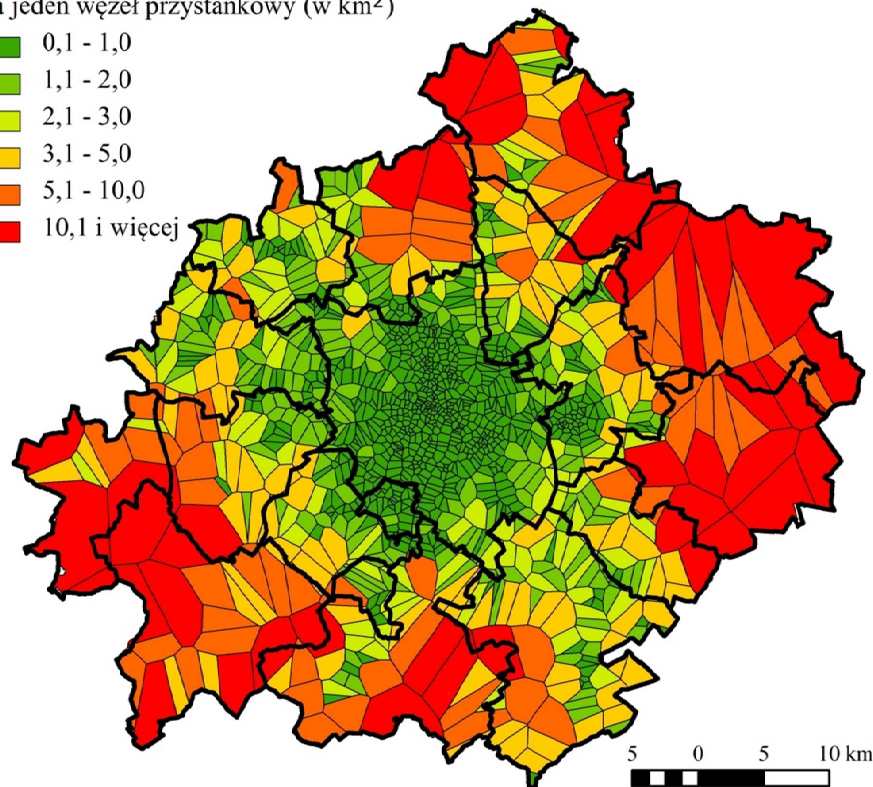 jeden węzeł przystankowy (w km²)
0,1 - 1,0
1,1 - 2,0
2,1 - 3,0
3,1 - 5,0
5,1 - 10,0
10,1 i więcej
5 0 5 10 km